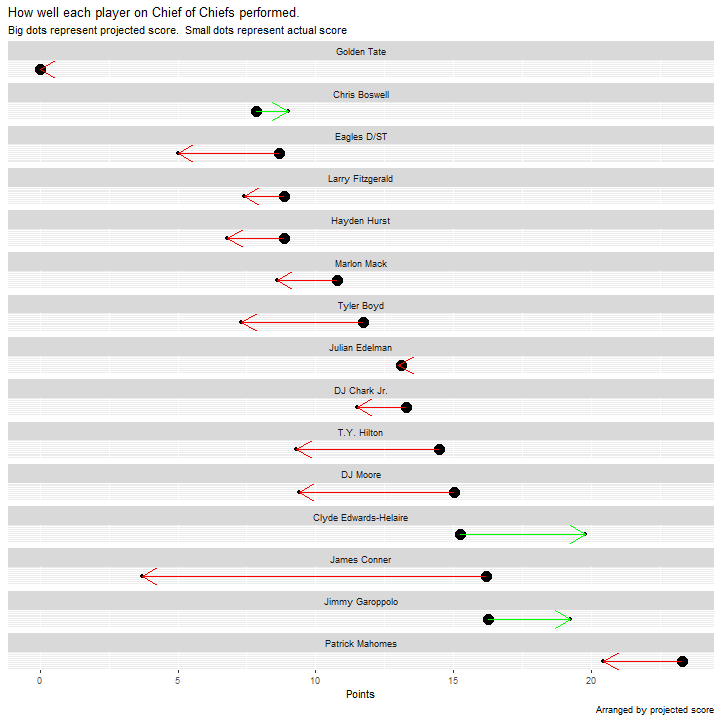 How well each player on Chief of Chiefs performed.
Big dots represent projected score.  Small dots represent actual score
Golden Tate
Chris Boswell
Eagles D/ST
Larry Fitzgerald
Hayden Hurst
Marlon Mack
Tyler Boyd
Julian Edelman
DJ Chark Jr.
T.Y. Hilton
DJ Moore
Clyde Edwards-Helaire
James Conner
Jimmy Garoppolo
Patrick Mahomes
0 5 10 15 20
Points
Arranged by projected score